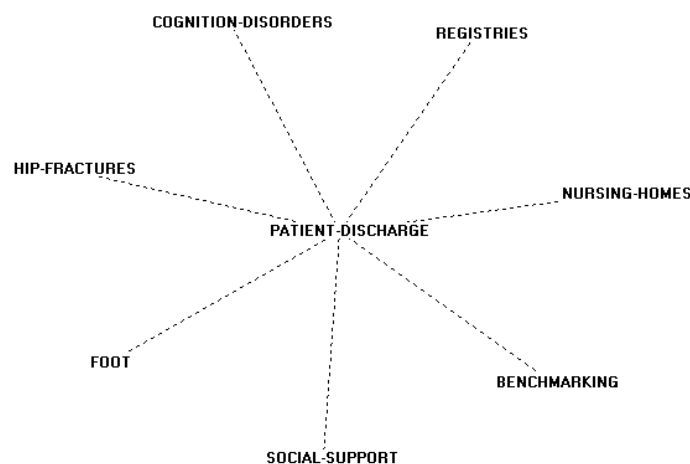 COGNITION-DISORDERS
REGISTRIES
HIP-FRACTURES
NURSING-HOMES
PATIENT-DISCHARGE
FOOT
BENCHMARKING
SOCIAL-SUPPORT